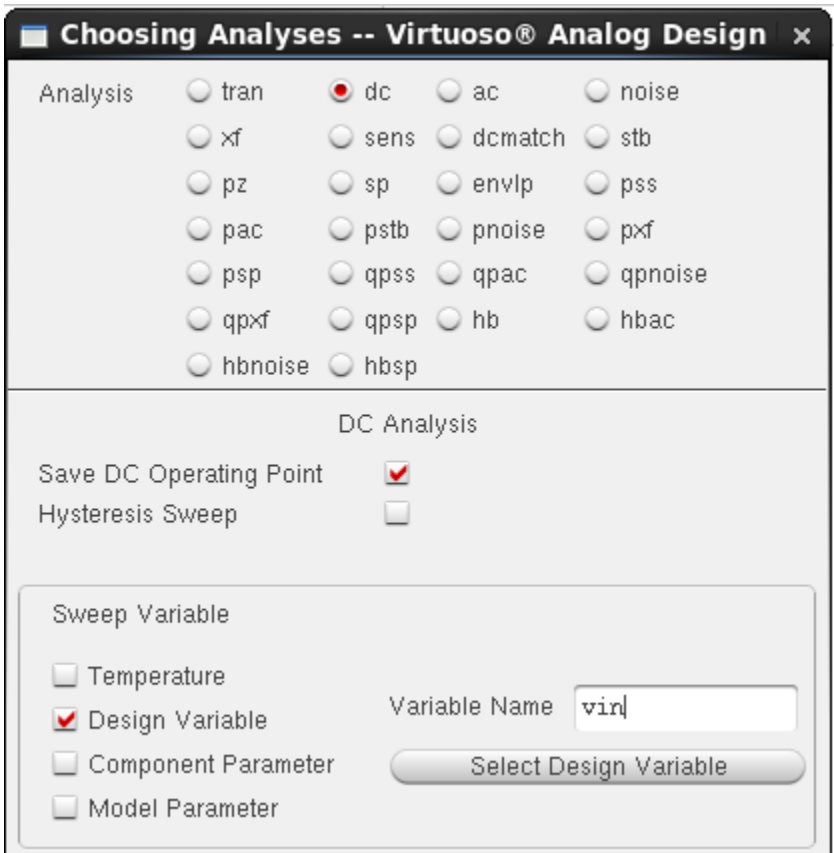 Choosing Analyses -- Virtuoso® Analog Design
Analysis tran dc ac noise
xf sens dcmatch stb
pz sp envlp pss
pac pstb pnoise pxf
psp qpss qpac qpnoise
qpxf qpsp hb hbac
hbnoise hbsp
DC Analysis
Save DC Operating Point
Hysteresis Sweep
Sweep Variable
Temperature
Design Variable
Component Parameter
Model Parameter
Variable Name vin
Select Design Variable